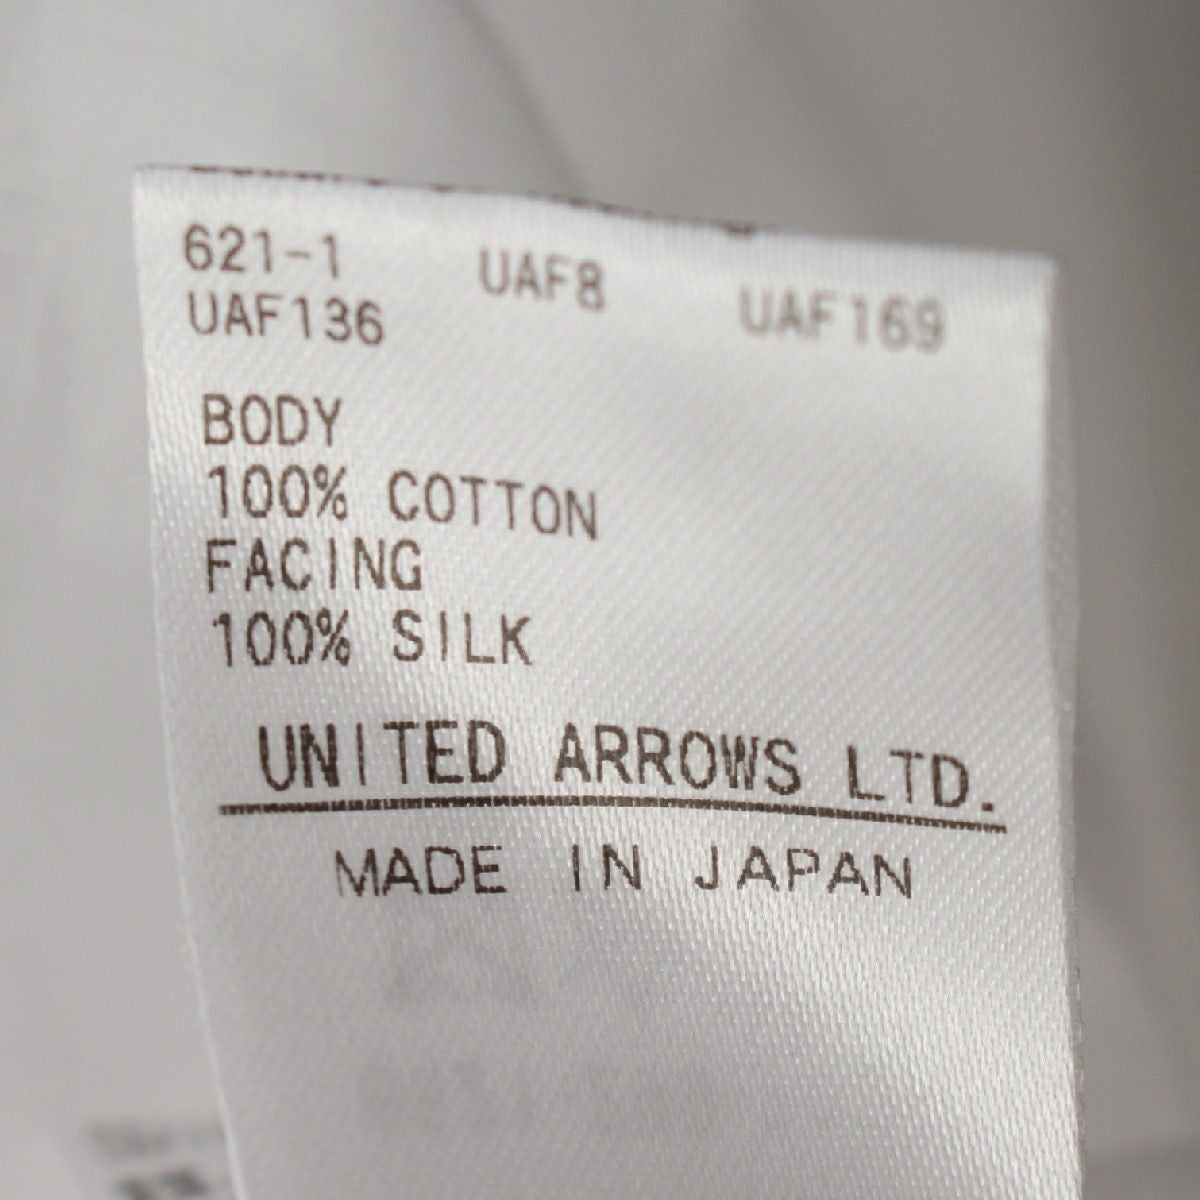 621-1 UAF8 UAF169
UAF136
BODY
100% COTTON
FACING
100% SILK
UNITED ARROWS LTD.
MADE IN JAPAN